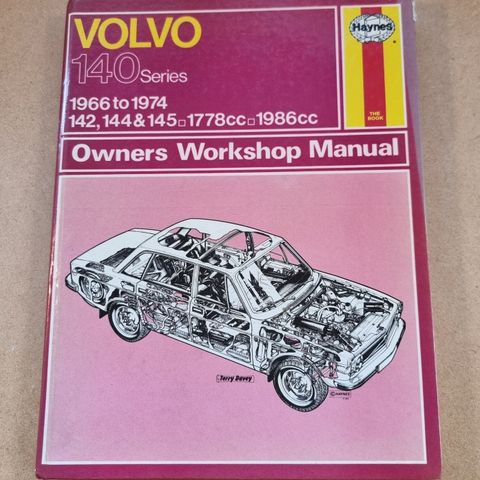 VOLVO
140 Series
1966 to 1974
142, 144 & 145 □ 1778cc □ 1986cc
Haynes
THE
BOOK
Owners Workshop Manual
Terry Davey
© HAYNES